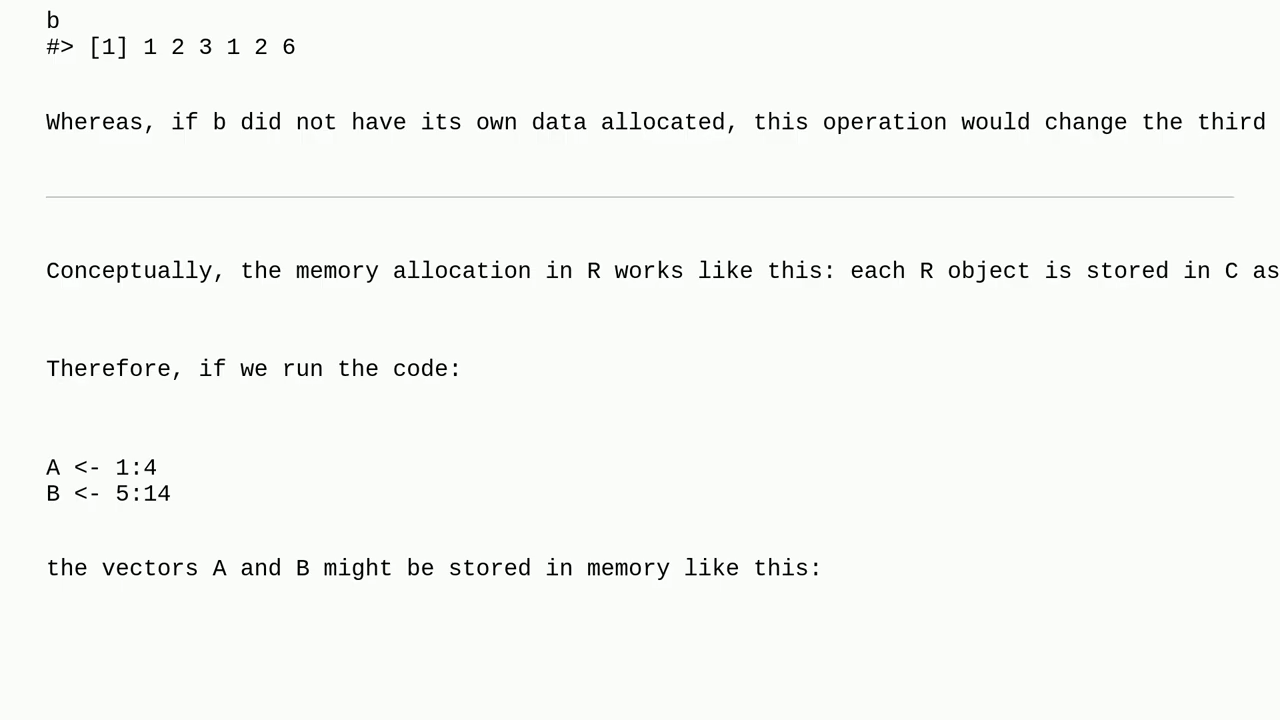 b
#> [1] 1 2 3 1 2 6
Whereas, if b did not have its own data allocated, this operation would change the third
Conceptually, the memory allocation in R works like this: each R object is stored in C as
Therefore, if we run the code:
A <- 1:4
B <- 5:14
the vectors A and B might be stored in memory like this: